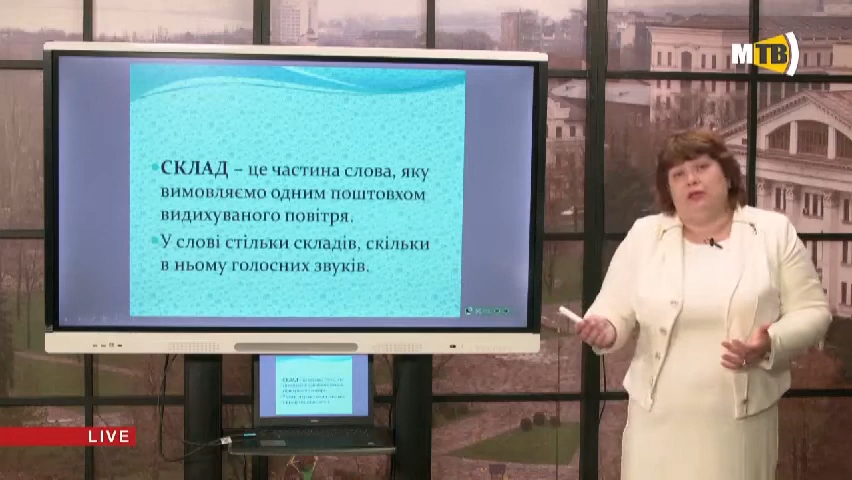 МТВ
СКЛАД – це частина слова, яку
вимовляємо одним поштовхом
видихуваного повітря.
У слові стільки складів, скільки
в ньому голосних звуків.
СКЛАД
LIVE